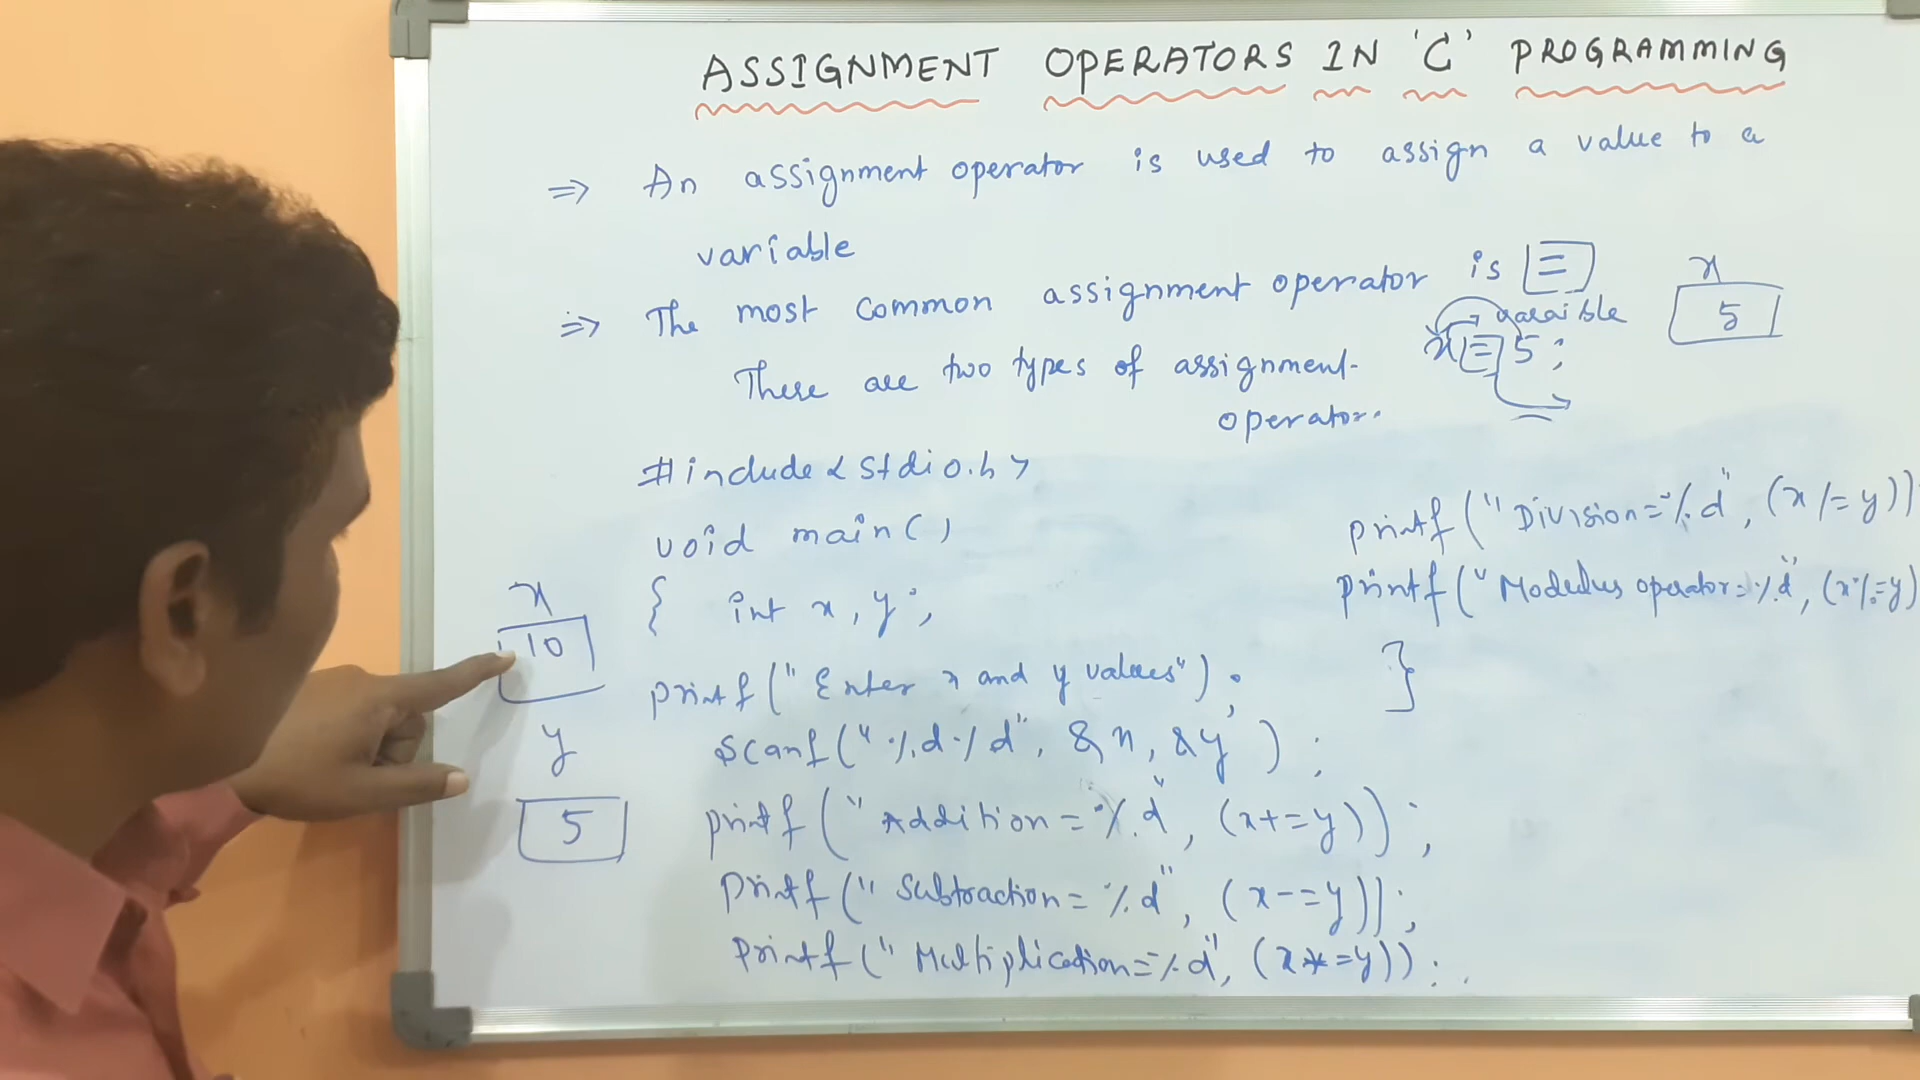 ASSIGNMENT OPERATORS IN 'C' PROGRAMMING
=> An assignment operator is used to assign a value to a
variable
=> The most common assignment operator is =
varaible
x = 5;
x
5
There are two types of assignment
operator.
#include <stdio.h>
void main()
{ int x, y;
printf("Enter x and y values");
scanf("%d%d", &x, &y);
printf("Addition=%d", (x+=y));
printf("Subtraction=%d", (x-=y));
printf("Multiplication=%d", (x*=y));
x
10
y
5
printf("Division=%d", (x/=y))
printf("Modulus operator=%d", (x%=y)
}